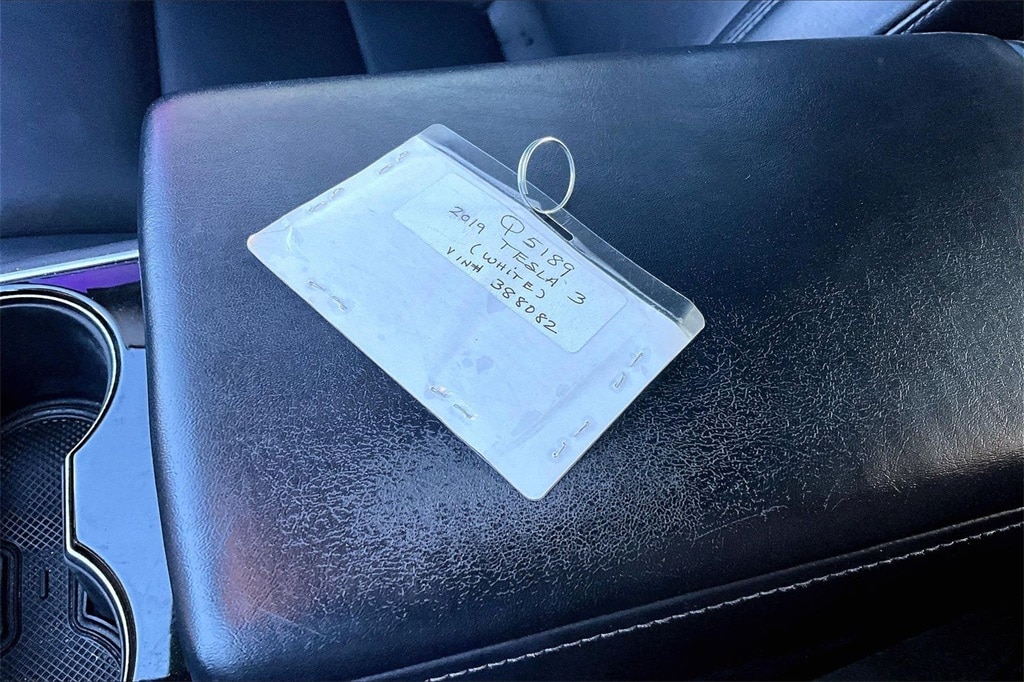 Q5189
2019 TESLA 3
(WHITE)
VIN# 388082